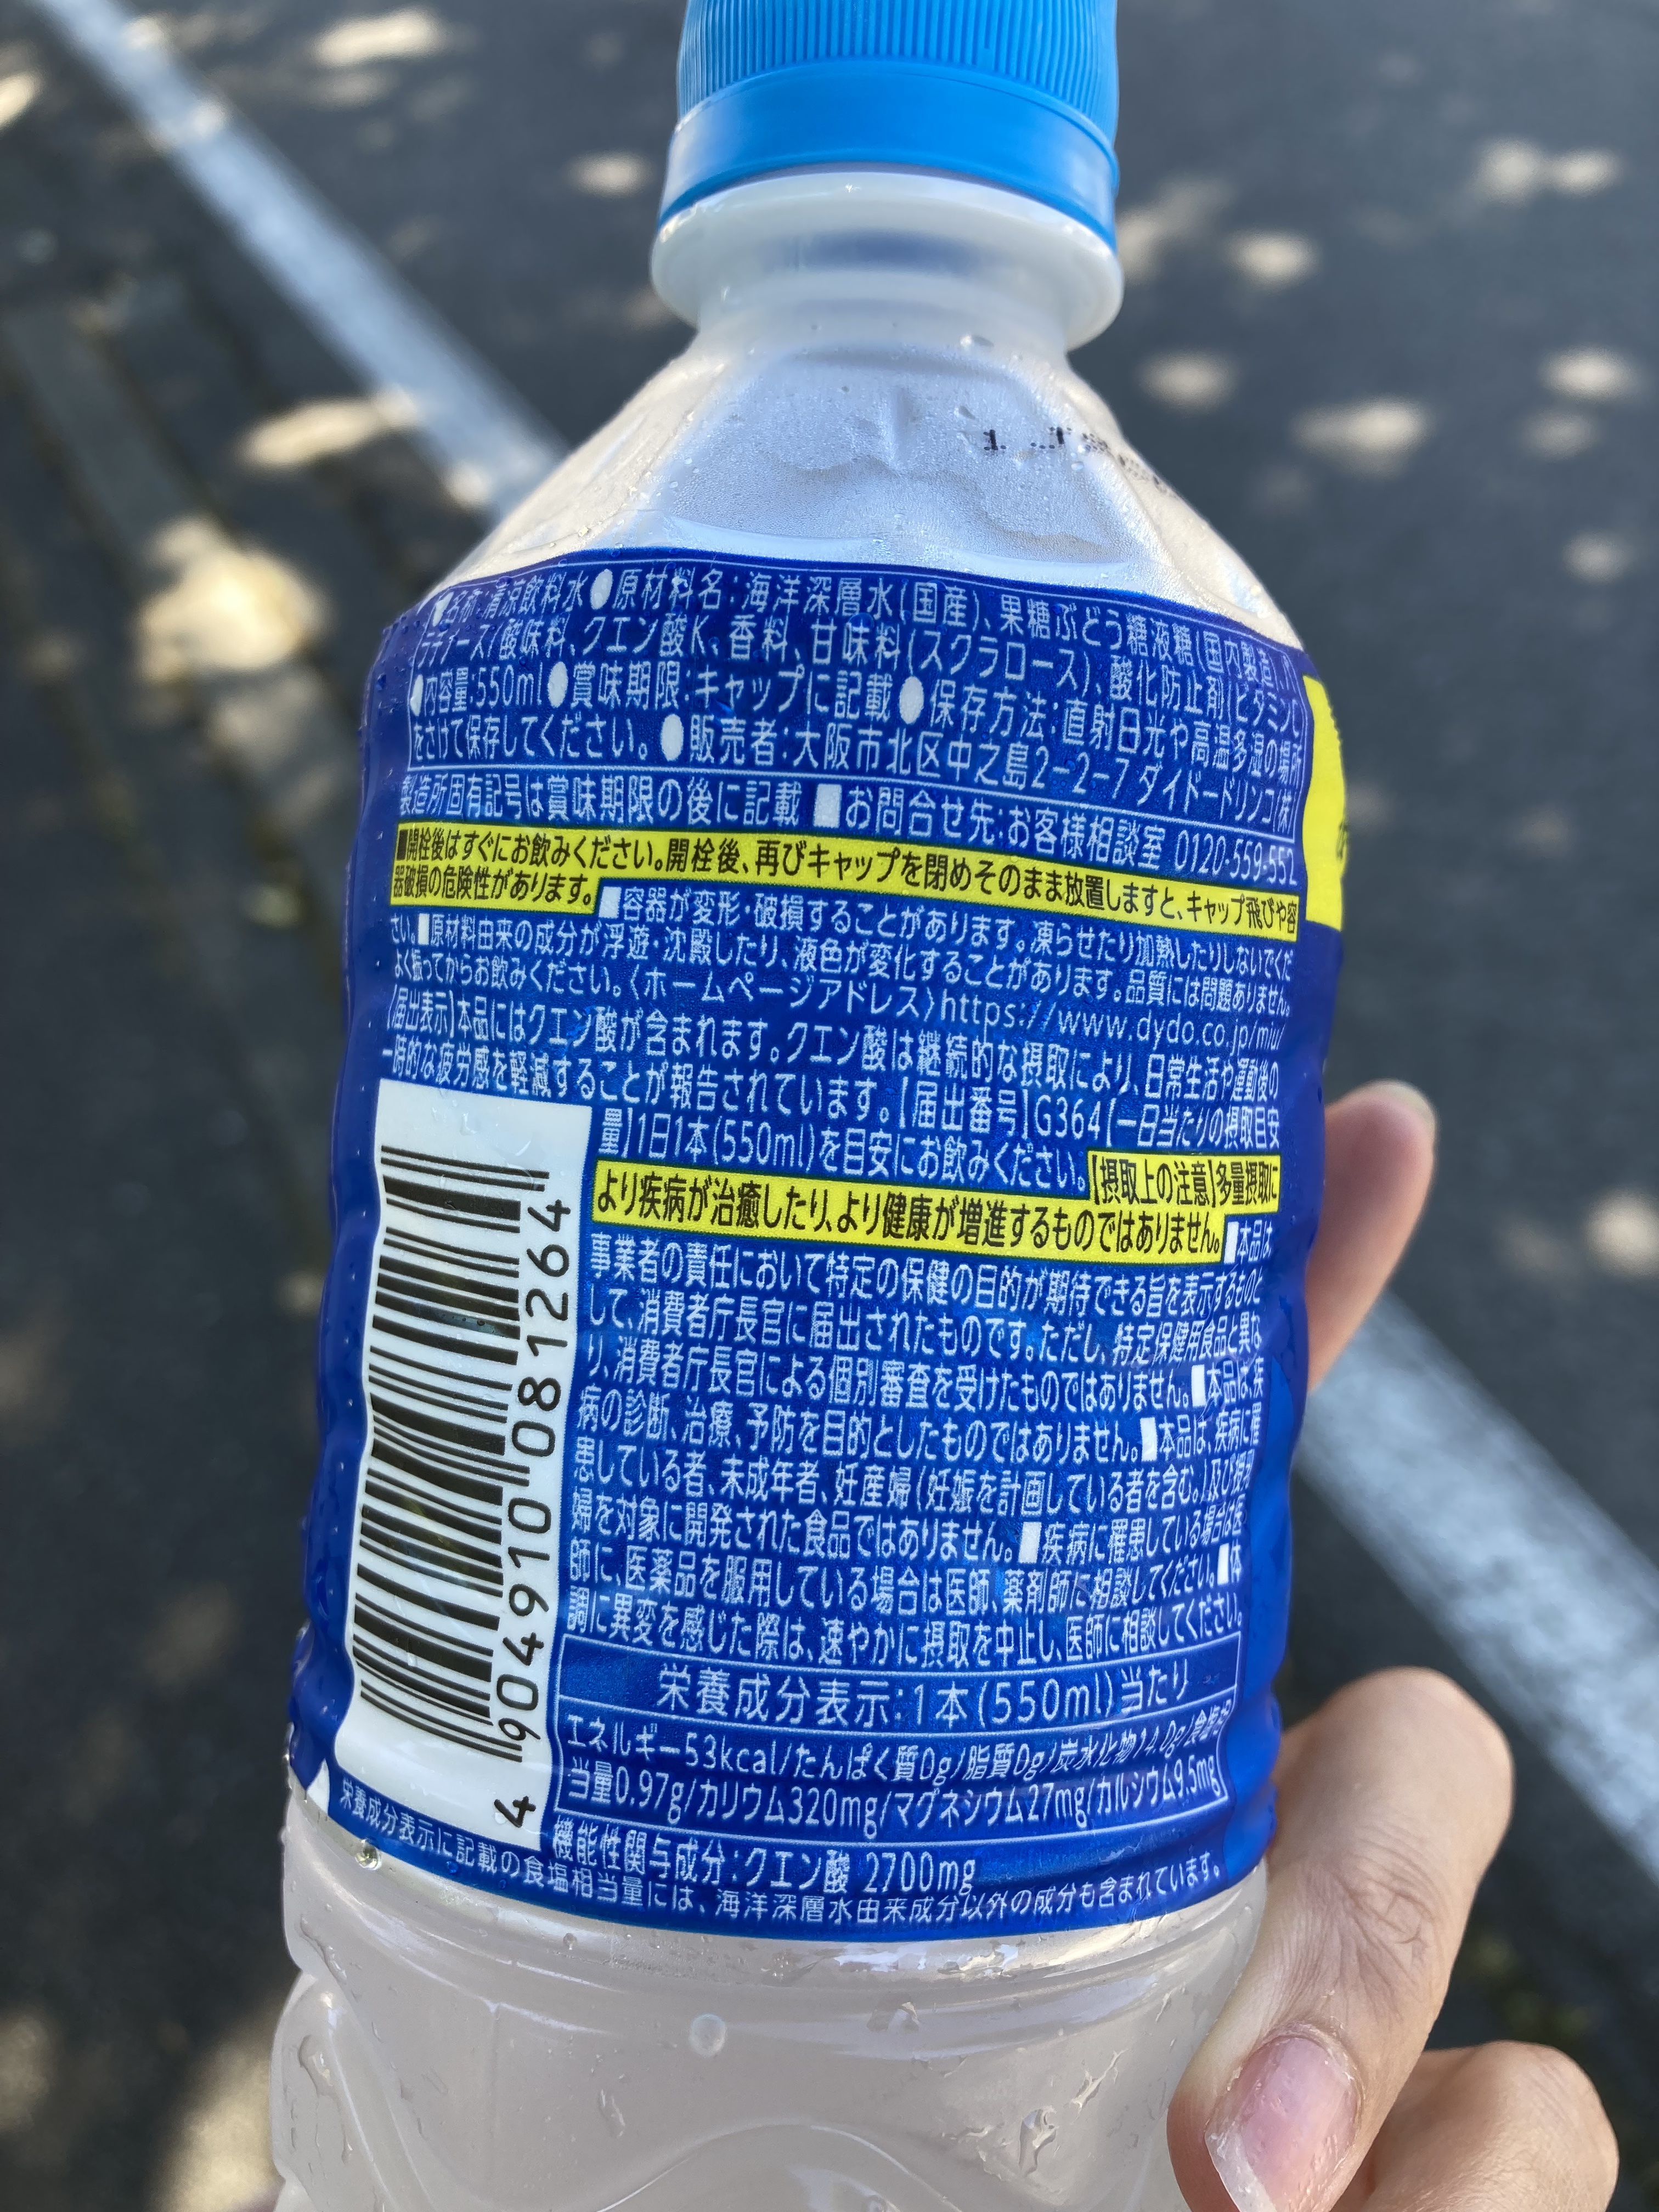 名称:清涼飲料水●原材料名:海洋深層水(国産)、果糖ぶどう糖液糖(国内製造)、
/酸味料、クエン酸K、香料、甘味料(スクラロース)、酸化防止剤(ビタミンC)
●内容量:550ml●賞味期限:キャップに記載●保存方法:直射日光や高温多湿の場所
をさけて保存してください。●販売者:大阪市北区中之島2-2-7 ダイドードリンコ(株)
製造所固有記号は賞味期限の後に記載 ■お問合せ先:お客様相談室 0120-559-552
■開栓後はすぐにお飲みください。開栓後、再びキャップを閉めそのまま放置しますと、キャップ飛びや容
器破損の危険性があります。■容器が変形・破損することがあります。凍らせたり加熱したりしないでくだ
さい。■原材料由来の成分が浮遊・沈殿したり、液色が変化することがあります。品質には問題ありません。
よく振ってからお飲みください。〈ホームページアドレス〉https://www.dydo.co.jp/miu/
【届出表示】本品にはクエン酸が含まれます。クエン酸は継続的な摂取により、日常生活や運動後の
一時的な疲労感を軽減することが報告されています。【届出番号】G364【一日当たりの摂取目安
量】1日1本(550ml)を目安にお飲みください。【摂取上の注意】多量摂取に
より疾病が治癒したり、より健康が増進するものではありません。■本品は、
事業者の責任において特定の保健の目的が期待できる旨を表示するものと
して、消費者庁長官に届出されたものです。ただし、特定保健用食品と異な
り、消費者庁長官による個別審査を受けたものではありません。■本品は、疾
病の診断、治療、予防を目的としたものではありません。■本品は、疾病に罹
患している者、未成年者、妊産婦(妊娠を計画している者を含む。)及び授乳
婦を対象に開発された食品ではありません。■疾病に罹患している場合は医
師に、医薬品を服用している場合は医師、薬剤師に相談してください。■体
調に異変を感じた際は、速やかに摂取を中止し、医師に相談してください。
4 904910 081264
栄養成分表示:1本(550ml)当たり
エネルギー53kcal/たんぱく質0g/脂質0g/炭水化物14.0g/食塩相
当量0.97g/カリウム320mg/マグネシウム27mg/カルシウム9.5mg
機能性関与成分:クエン酸 2700mg
栄養成分表示に記載の食塩相当量には、海洋深層水由来成分以外の成分も含まれています。